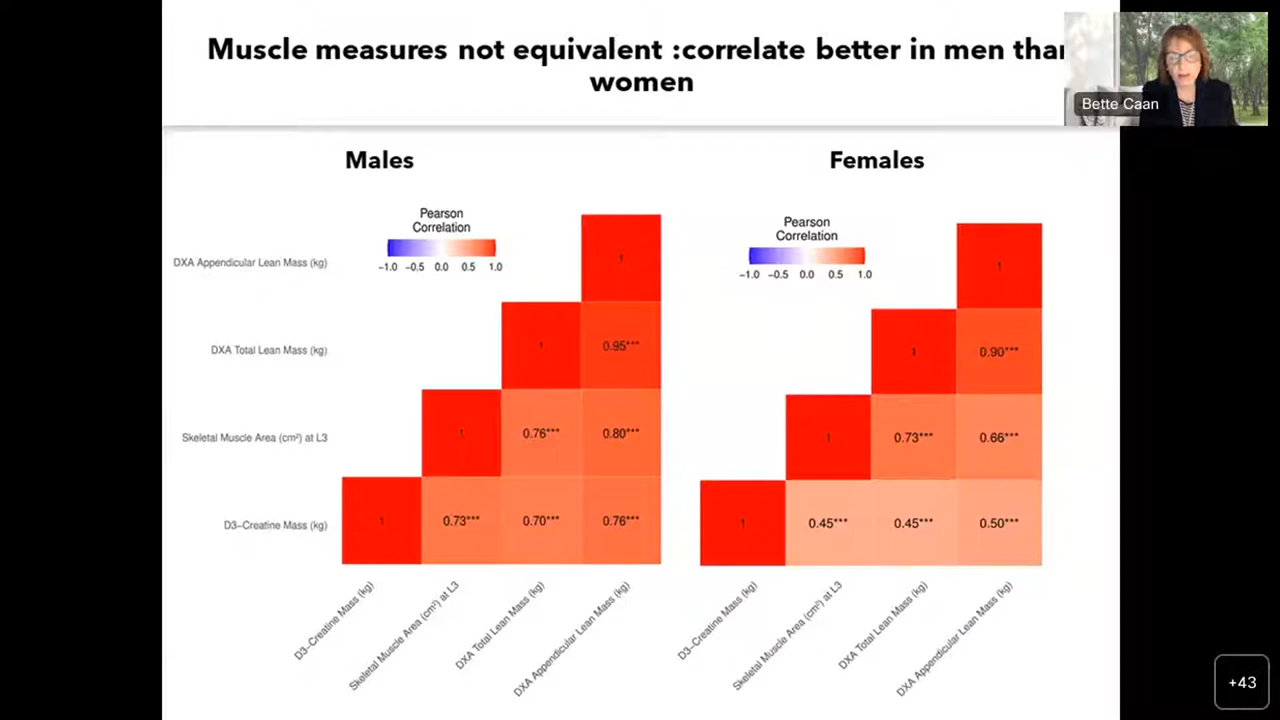 Muscle measures not equivalent :correlate better in men than
women
Bette Caan
Males
Females
Pearson
Correlation
−1.0 −0.5 0.0 0.5 1.0
Pearson
Correlation
−1.0 −0.5 0.0 0.5 1.0
DXA Appendicular Lean Mass (kg)
1
1
DXA Total Lean Mass (kg)
1 0.95***
1 0.90***
Skeletal Muscle Area (cm²) at L3
1 0.76*** 0.80***
1 0.73*** 0.66***
D3−Creatine Mass (kg)
1 0.73*** 0.70*** 0.76***
1 0.45*** 0.45*** 0.50***
D3−Creatine Mass (kg)
Skeletal Muscle Area (cm²) at L3
DXA Total Lean Mass (kg)
DXA Appendicular Lean Mass (kg)
D3−Creatine Mass (kg)
Skeletal Muscle Area (cm²) at L3
DXA Total Lean Mass (kg)
DXA Appendicular Lean Mass (kg)
+43